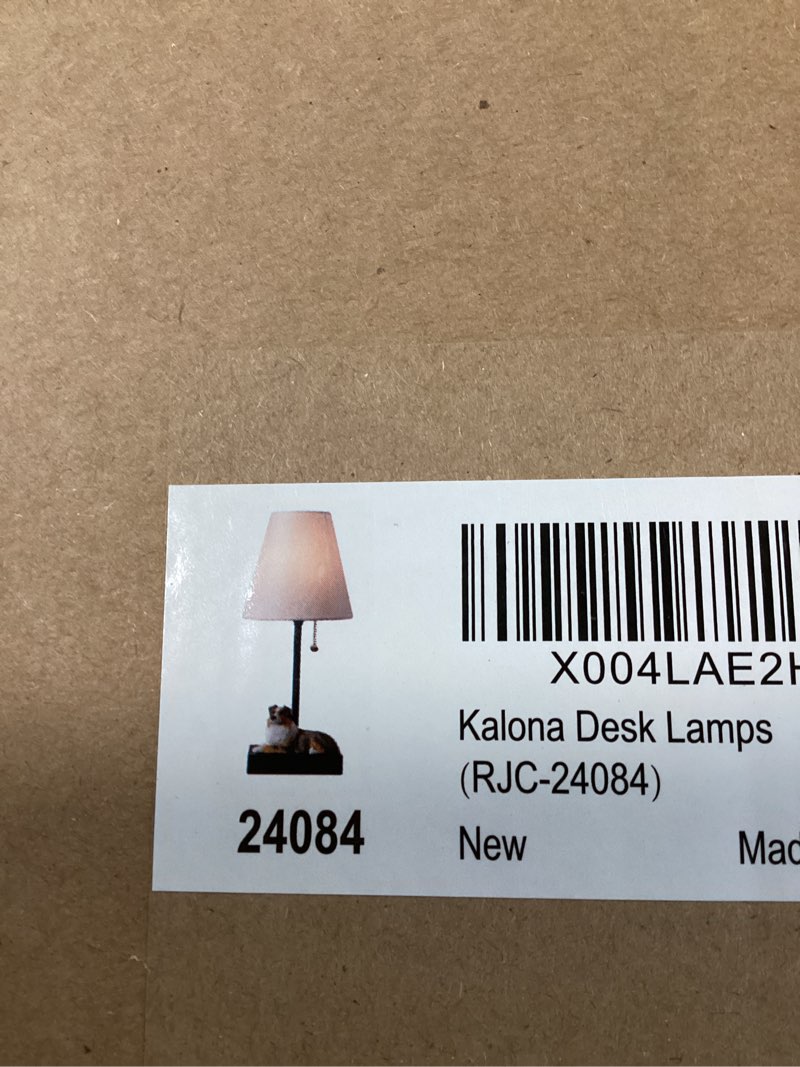 X004LAE2
Kalona Desk Lamps
(RJC-24084)
New
24084